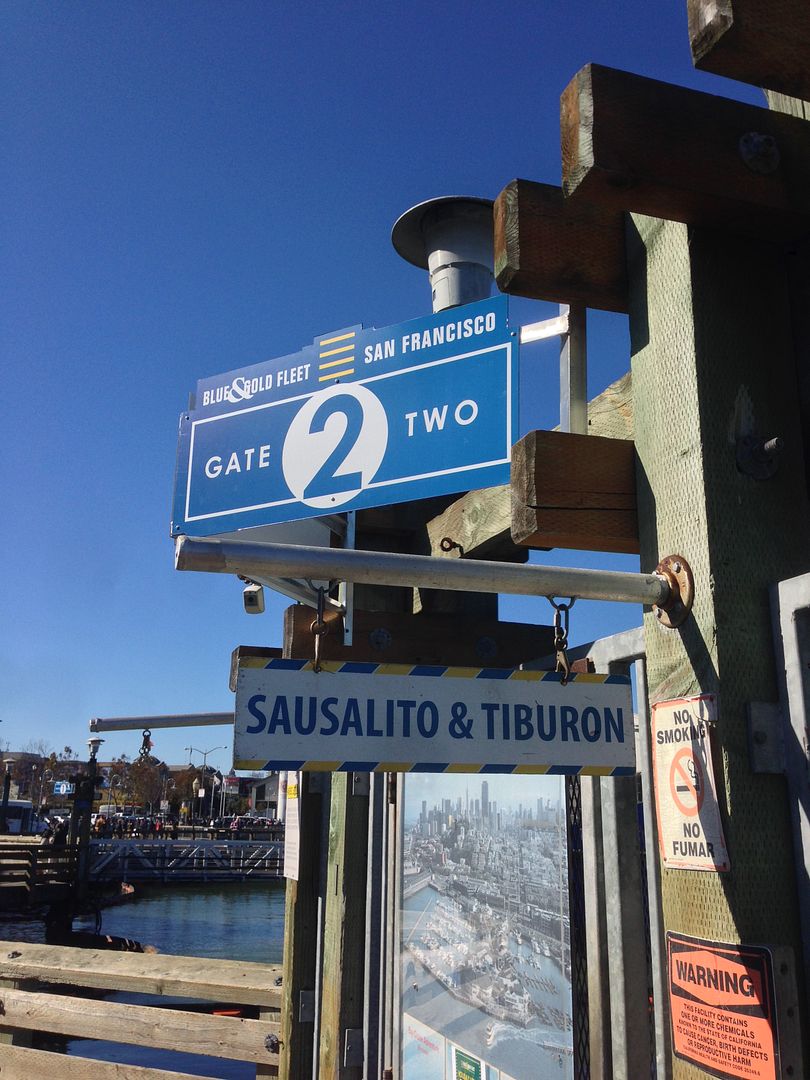 BLUE & GOLD FLEET SAN FRANCISCO
GATE 2 TWO
SAUSALITO & TIBURON
NO
SMOKING
NO
FUMAR
WARNING
THIS FACILITY CONTAINS
ONE OR MORE CHEMICALS
KNOWN TO THE STATE OF CALIFORNIA
TO CAUSE CANCER, BIRTH DEFECTS
OR REPRODUCTIVE HARM